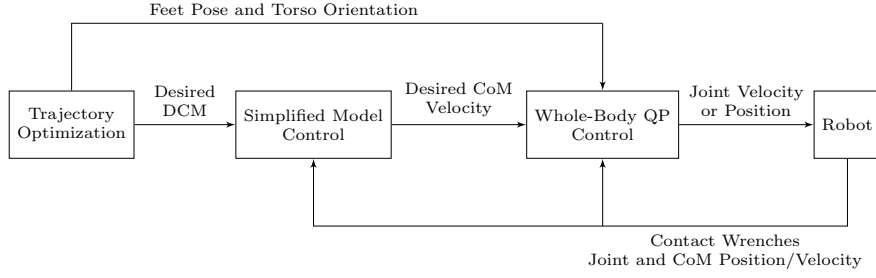 Feet Pose and Torso Orientation
Trajectory
Optimization
Desired
DCM
Simplified Model
Control
Desired CoM
Velocity
Whole-Body QP
Control
Joint Velocity
or Position
Robot
Contact Wrenches
Joint and CoM Position/Velocity